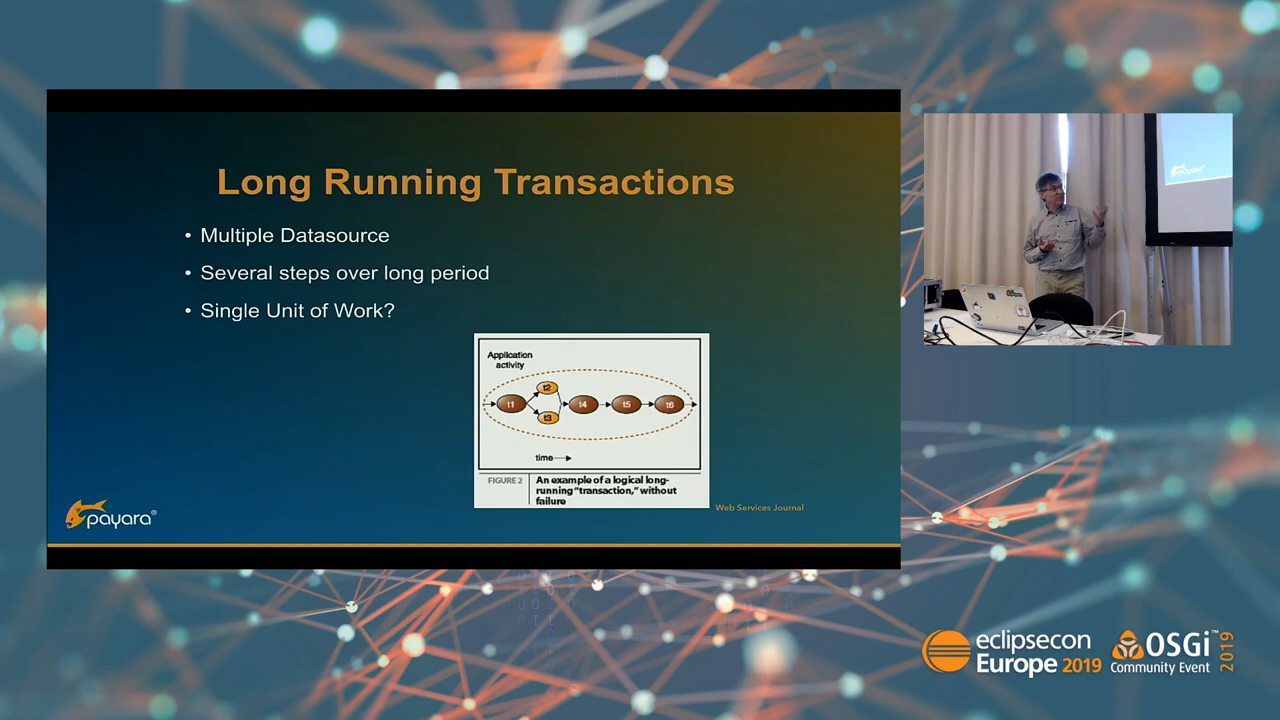 Long Running Transactions
• Multiple Datasource
• Several steps over long period
• Single Unit of Work?
Application
activity
t1
t2
t3
t4
t5
t6
time
FIGURE 2
An example of a logical long-
running "transaction," without
failure
Web Services Journal
payara®
payara
eclipsecon
Europe 2019
OSGi™
Community Event
2019